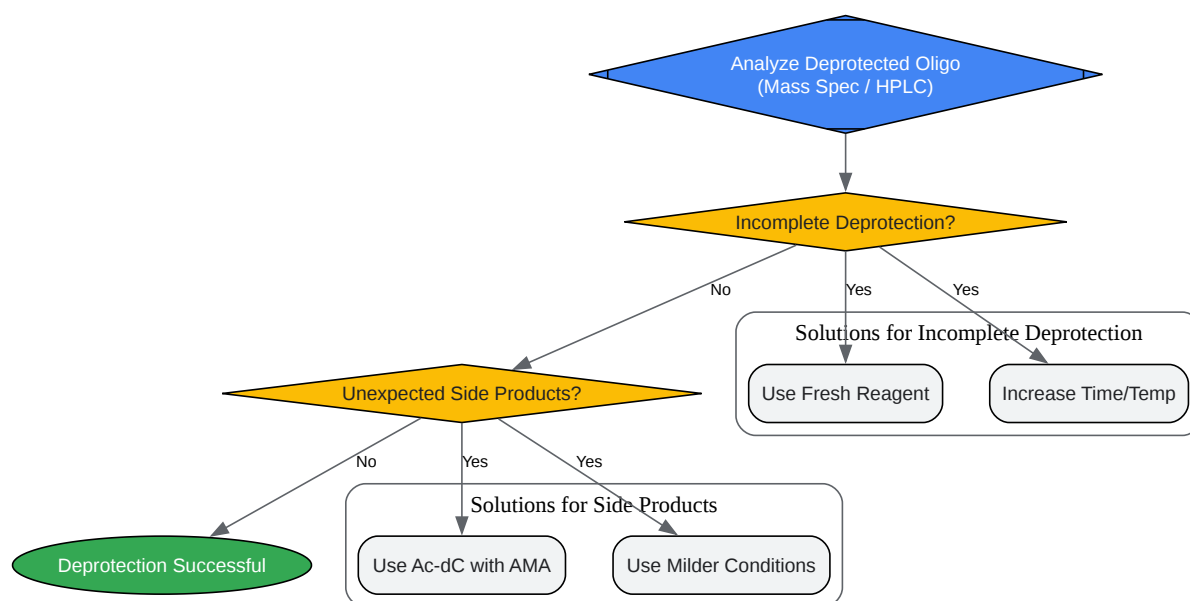 Analyze Deprotected Oligo
(Mass Spec / HPLC)
Incomplete Deprotection?
No
Yes
Yes
Solutions for Incomplete Deprotection
Use Fresh Reagent
Increase Time/Temp
Unexpected Side Products?
No
Yes
Yes
Solutions for Side Products
Deprotection Successful
Use Ac-dC with AMA
Use Milder Conditions